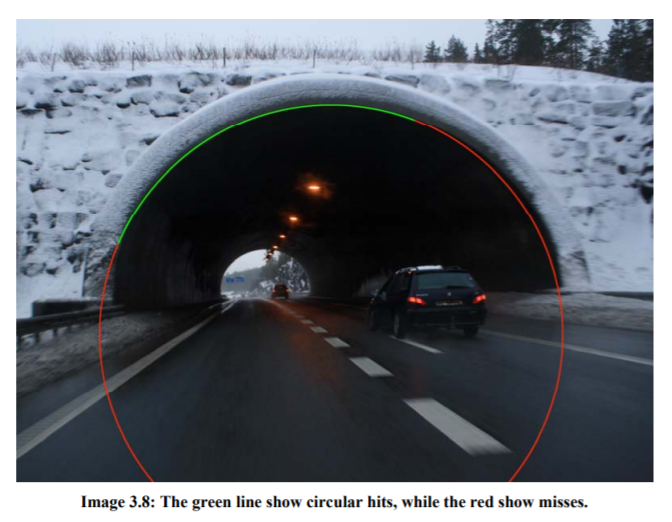 Image 3.8: The green line show circular hits, while the red show misses.